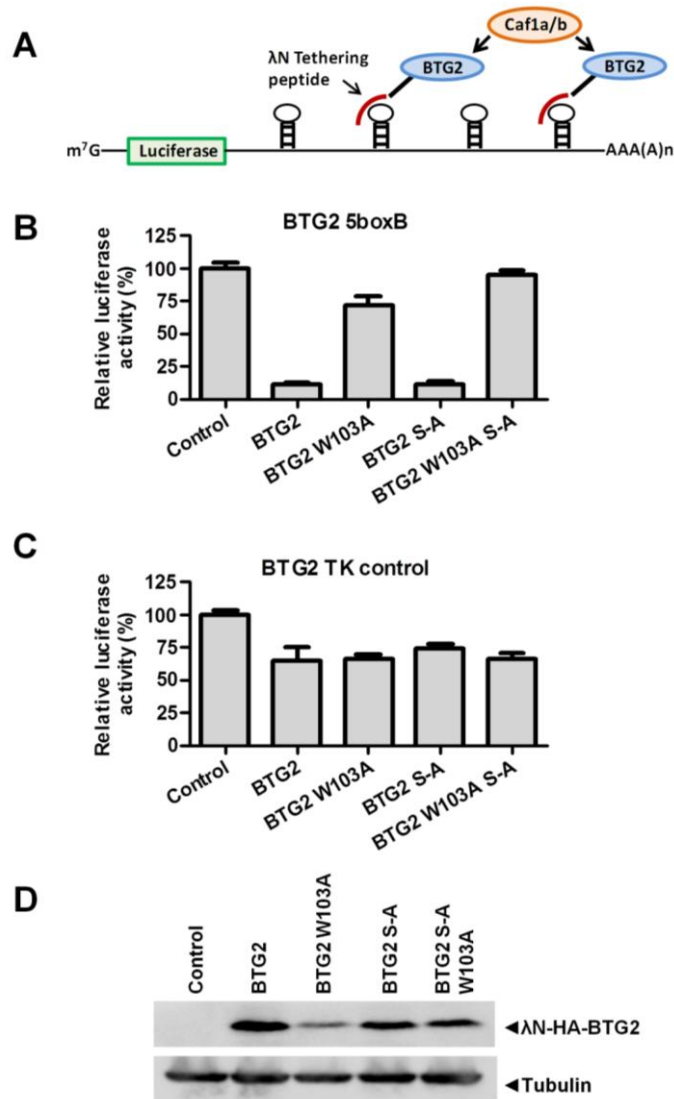 A
λN Tethering
peptide
Caf1a/b
BTG2
BTG2
m⁷G
Luciferase
AAA(A)n
B
BTG2 5boxB
Relative luciferase
activity (%)
125
100
75
50
25
0
Control
BTG2
BTG2 W103A
BTG2 S-A
BTG2 W103A S-A
C
BTG2 TK control
Relative luciferase
activity (%)
125
100
75
50
25
0
Control
BTG2
BTG2 W103A
BTG2 S-A
BTG2 W103A S-A
D
Control
BTG2
BTG2 W103A
BTG2 S-A
BTG2 S-A
W103A
◄λN-HA-BTG2
◄Tubulin